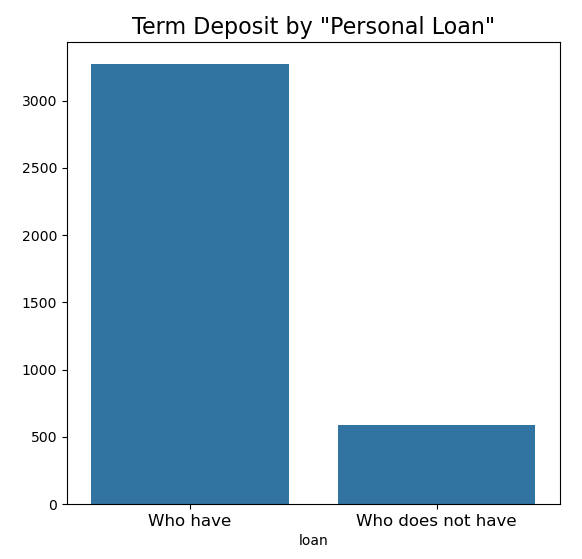 Term Deposit by "Personal Loan"
3000
2500
2000
1500
1000
500
0
Who have
Who does not have
loan